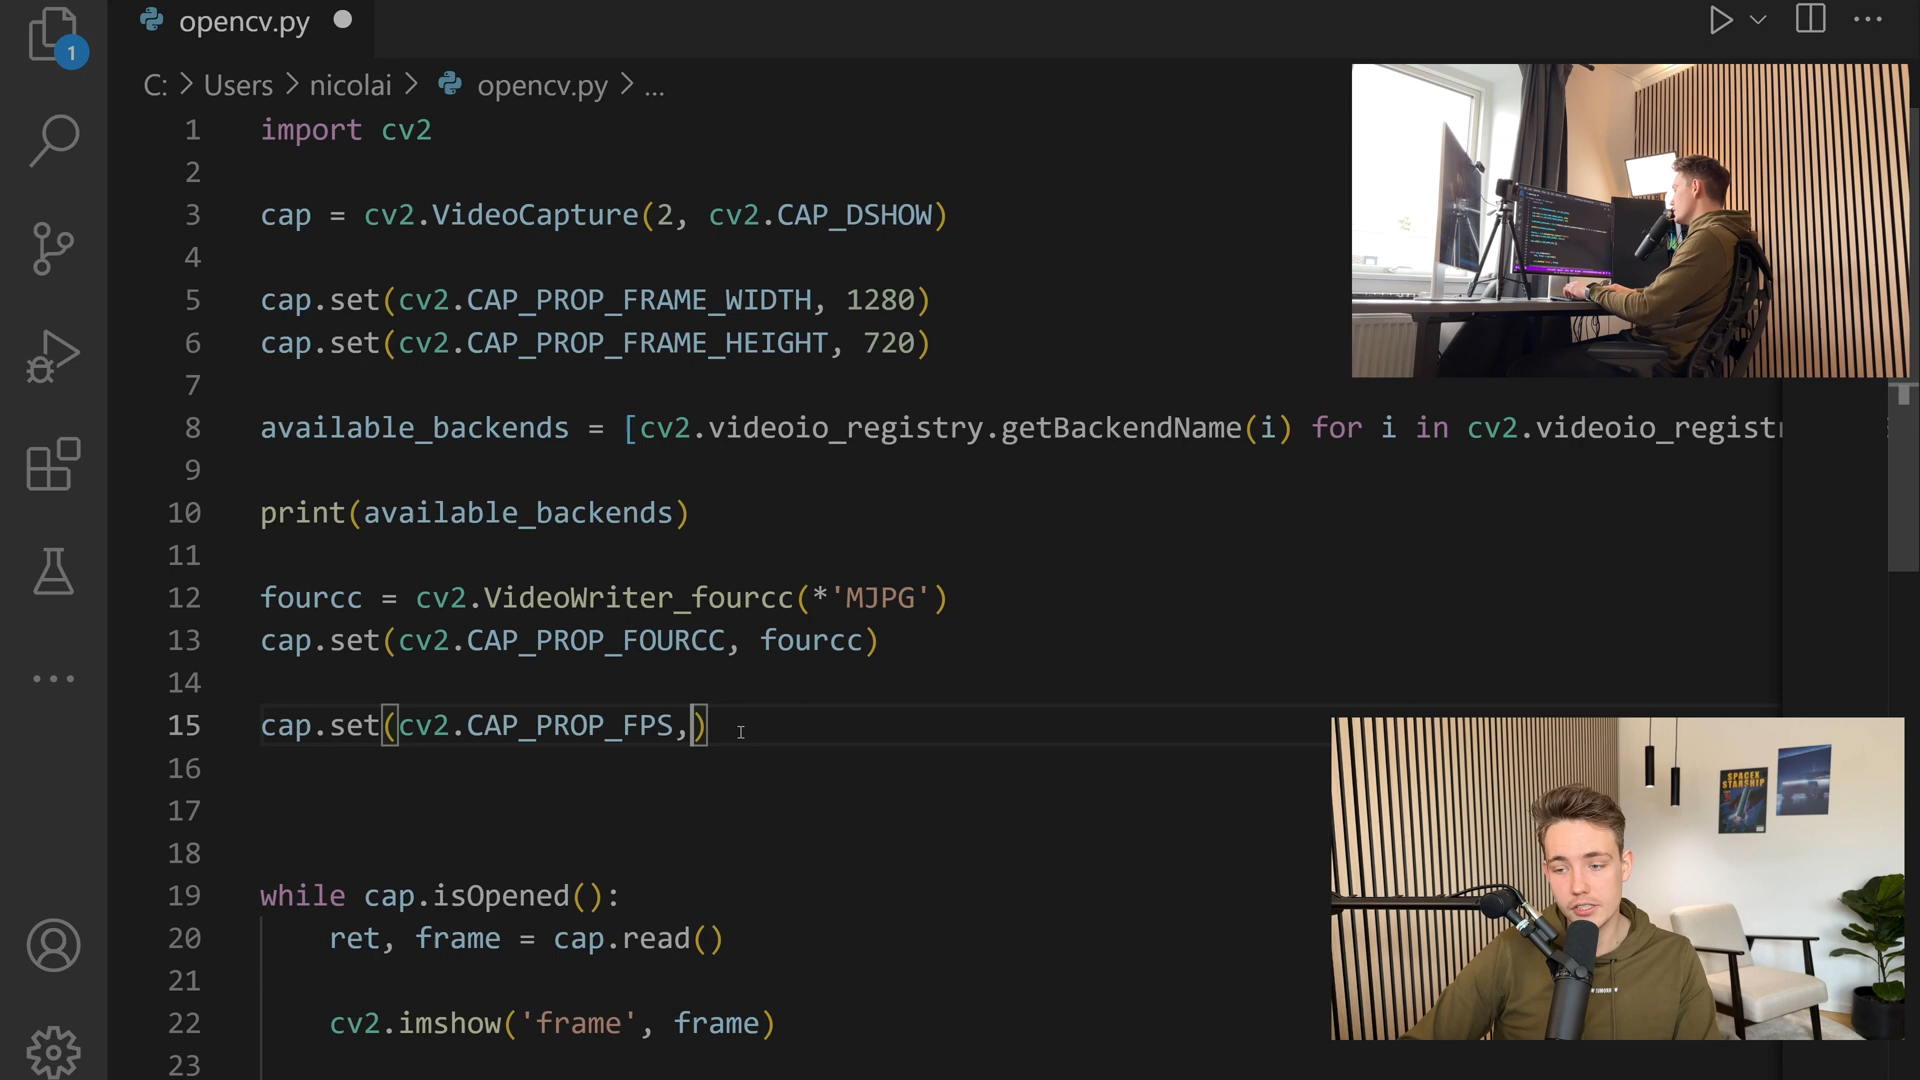 opencv.py
1
C: > Users > nicolai > opencv.py > ...
1 import cv2
2
3 cap = cv2.VideoCapture(2, cv2.CAP_DSHOW)
4
5 cap.set(cv2.CAP_PROP_FRAME_WIDTH, 1280)
6 cap.set(cv2.CAP_PROP_FRAME_HEIGHT, 720)
7
8 available_backends = [cv2.videoio_registry.getBackendName(i) for i in cv2.videoio_registr
9
10 print(available_backends)
11
12 fourcc = cv2.VideoWriter_fourcc(*'MJPG')
13 cap.set(cv2.CAP_PROP_FOURCC, fourcc)
14
15 cap.set(cv2.CAP_PROP_FPS,)
16
17
18
19 while cap.isOpened():
20 ret, frame = cap.read()
21
22 cv2.imshow('frame', frame)
23
SPACEX
STARSHIP